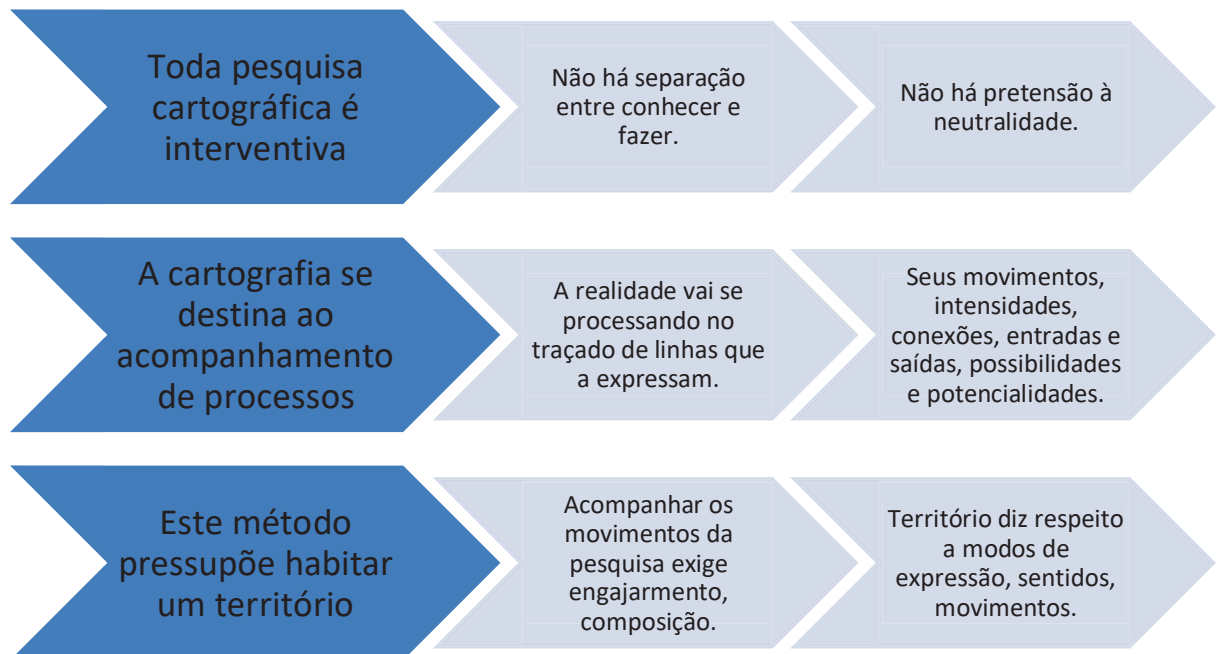 Toda pesquisa
cartográfica é
interventiva
Não há separação
entre conhecer e
fazer.
Não há pretensão à
neutralidade.
A cartografia se
destina ao
acompanhamento
de processos
A realidade vai se
processando no
traçado de linhas que
a expressam.
Seus movimentos,
intensidades,
conexões, entradas e
saídas, possibilidades
e potencialidades.
Este método
pressupõe habitar
um território
Acompanhar os
movimentos da
pesquisa exige
engajarmento,
composição.
Território diz respeito
a modos de
expressão, sentidos,
movimentos.